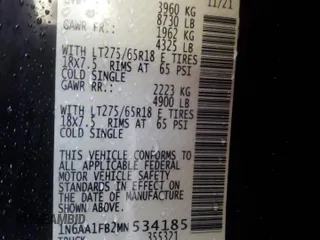 11/21
3960 KG
8730 LB
GAWR FR.: 1962 KG
4325 LB
WITH LT275/65R18 E TIRES
18X7.5 RIMS AT 65 PSI
COLD SINGLE
GAWR RR.: 2223 KG
4900 LB
WITH LT275/65R18 E TIRES
18X7.5 RIMS AT 65 PSI
COLD SINGLE
THIS VEHICLE CONFORMS TO
ALL APPLICABLE FEDERAL
MOTOR VEHICLE SAFETY
STANDARDS IN EFFECT ON
THE DATE OF MANUFACTURE
SHOWN ABOVE.
1N6AA1FB2MN534185
TRUCK 355321